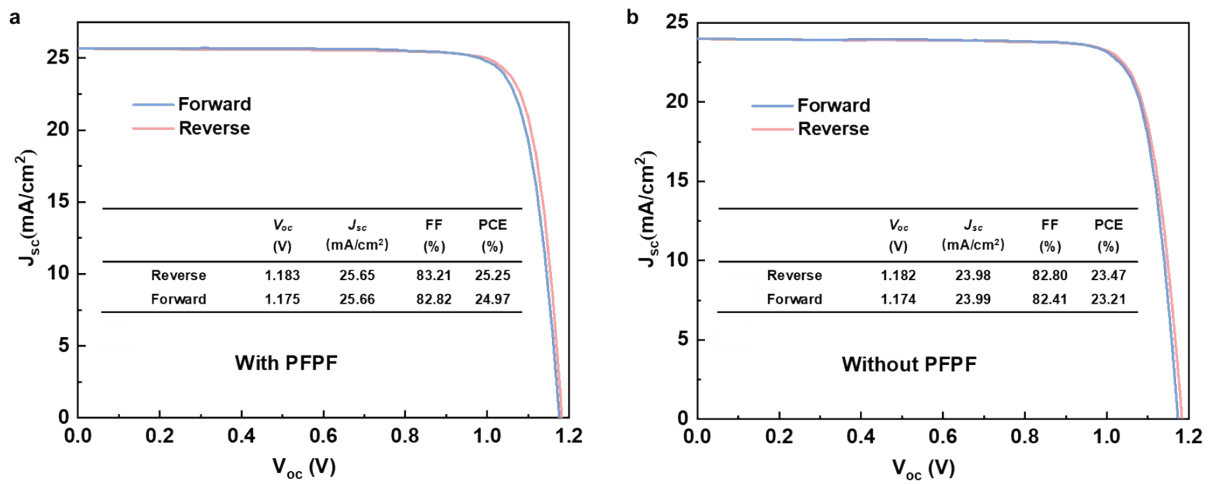 a
J_sc(mA/cm²)
25
20
15
10
5
0
Forward
Reverse
V_oc J_sc FF PCE
(V) (mA/cm²) (%) (%)
Reverse 1.183 25.65 83.21 25.25
Forward 1.175 25.66 82.82 24.97
With PFPF
0.0 0.2 0.4 0.6 0.8 1.0 1.2
V_oc (V)
b
J_sc(mA/cm²)
25
20
15
10
5
0
Forward
Reverse
V_oc J_sc FF PCE
(V) (mA/cm²) (%) (%)
Reverse 1.182 23.98 82.80 23.47
Forward 1.174 23.99 82.41 23.21
Without PFPF
0.0 0.2 0.4 0.6 0.8 1.0 1.2
V_oc (V)